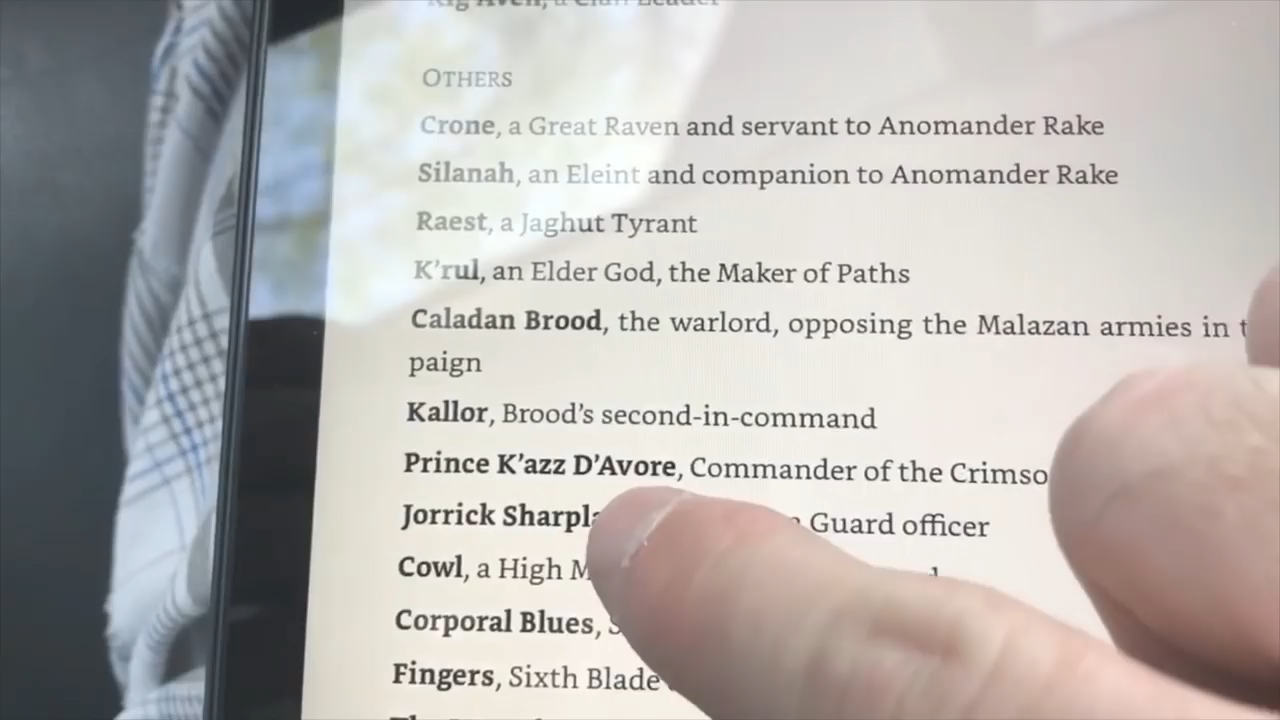 OTHERS
Crone, a Great Raven and servant to Anomander Rake
Silanah, an Eleint and companion to Anomander Rake
Raest, a Jaghut Tyrant
K’rul, an Elder God, the Maker of Paths
Caladan Brood, the warlord, opposing the Malazan armies in
paign
Kallor, Brood’s second-in-command
Prince K’azz D’Avore, Commander of the
Jorrick Guard officer
Cowl, a High
Corporal Blues,
Fingers, Sixth Blade